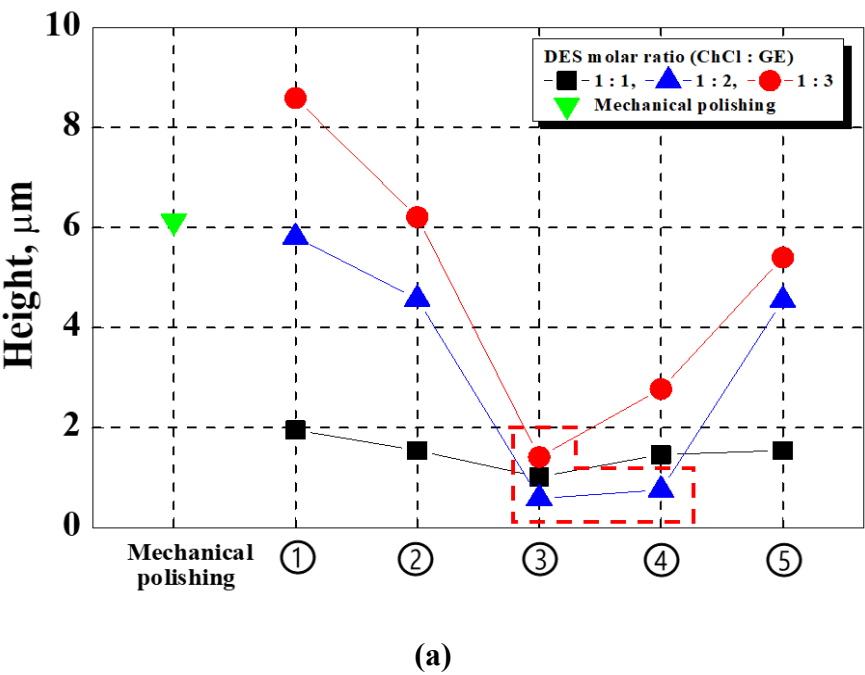 10
8
6
4
2
0
Height, μm
DES molar ratio (ChCl : GE)
1 : 1, 1 : 2, 1 : 3
Mechanical polishing
Mechanical
polishing
① ② ③ ④ ⑤
(a)